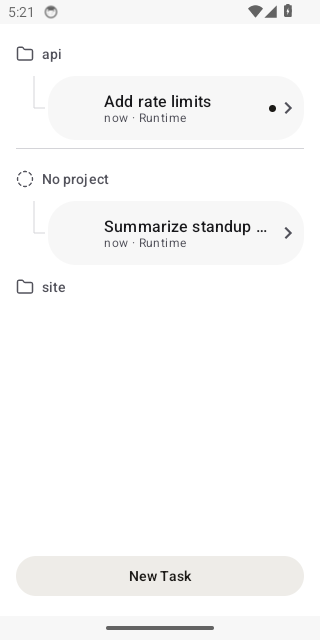 5:21
api
Add rate limits
now · Runtime
No project
Summarize standup ...
now · Runtime
site
New Task